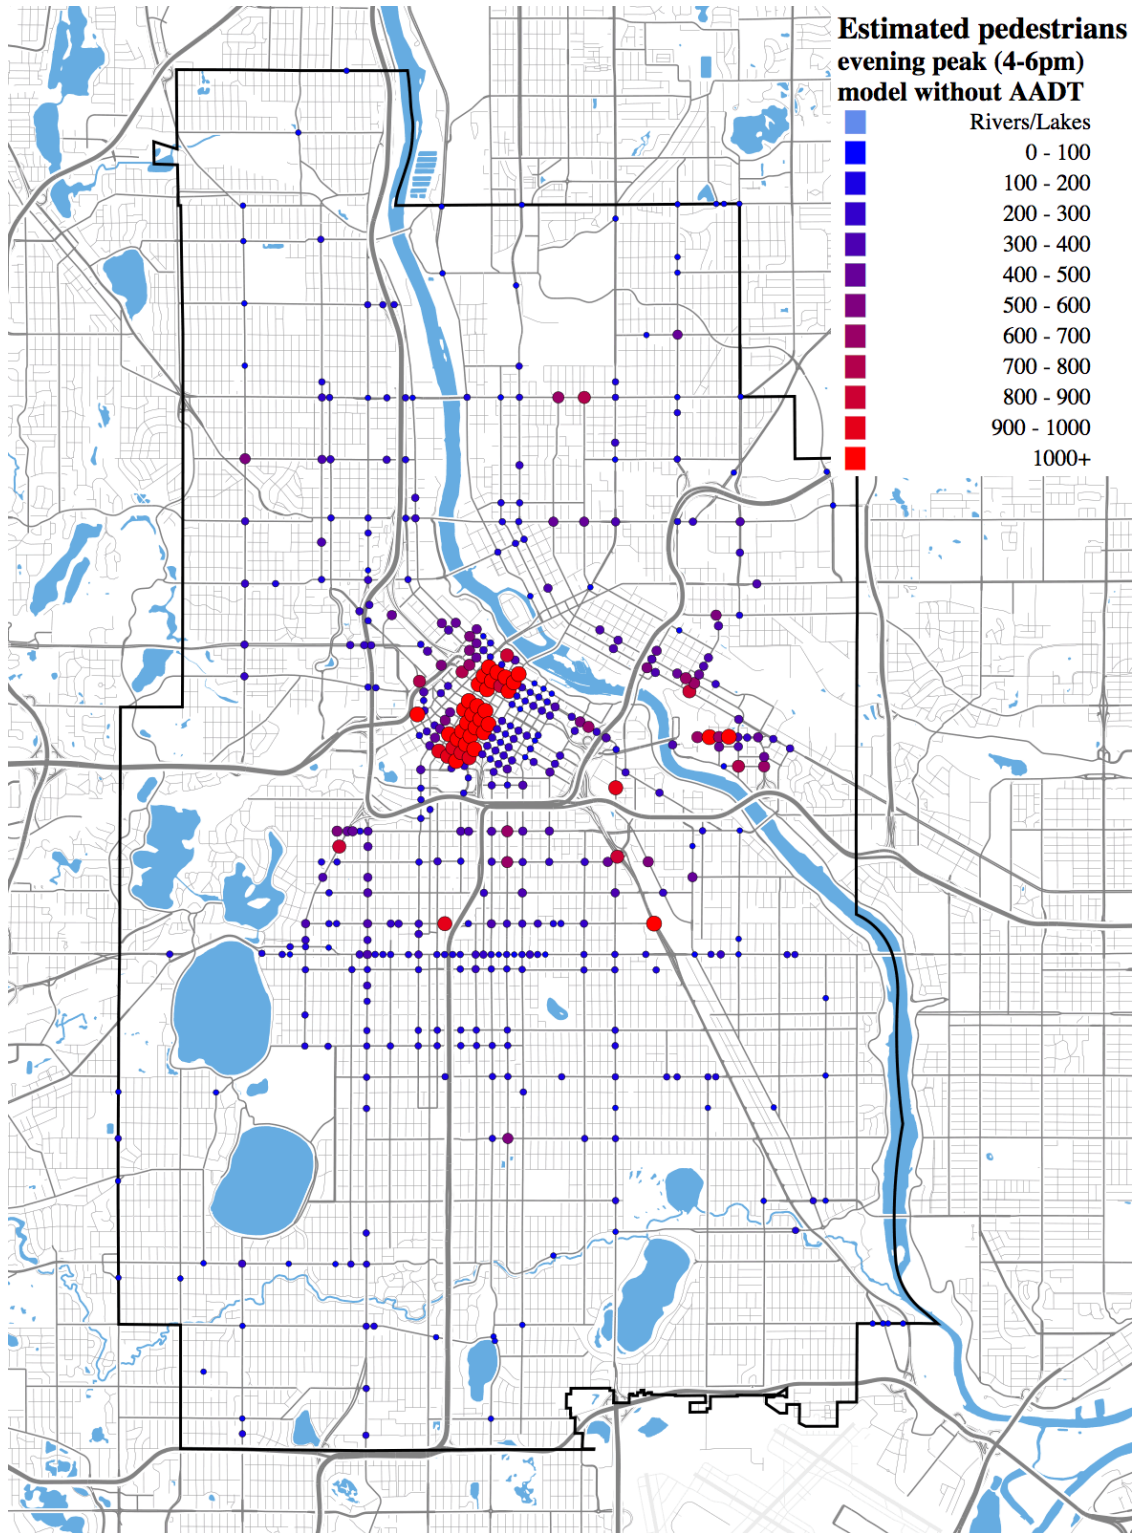 Estimated pedestrians
evening peak (4-6pm)
model without AADT
Rivers/Lakes
0 - 100
100 - 200
200 - 300
300 - 400
400 - 500
500 - 600
600 - 700
700 - 800
800 - 900
900 - 1000
1000+